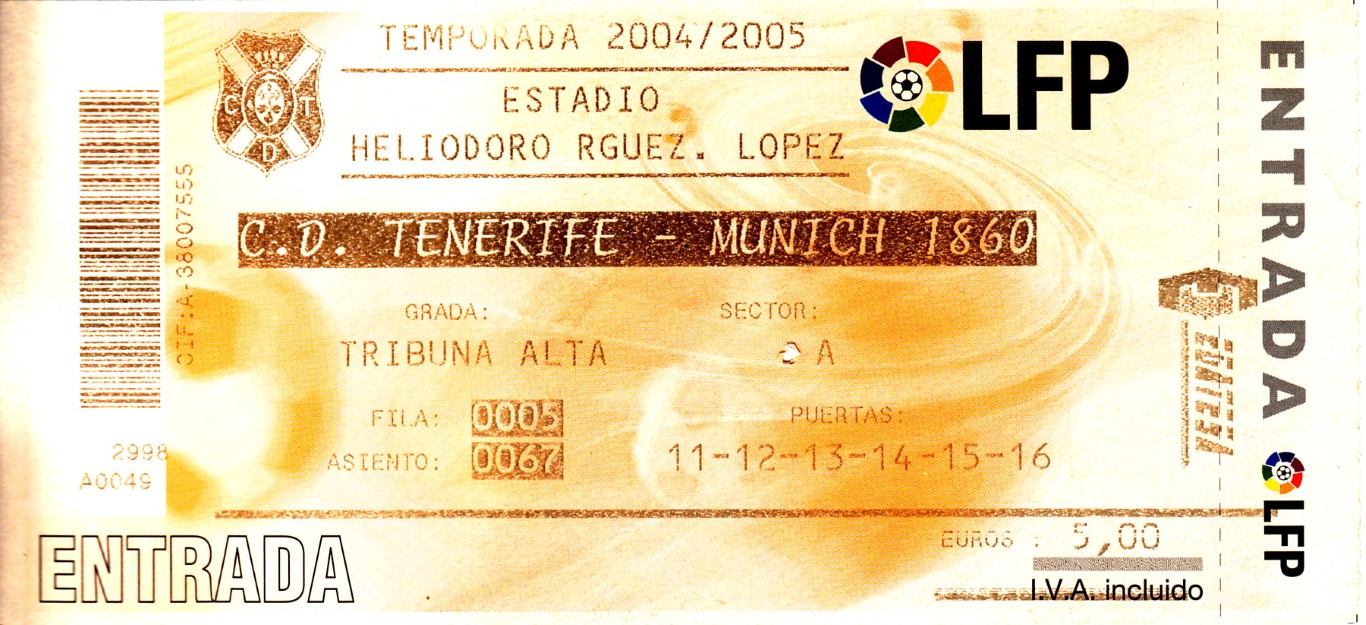 TEMPORADA 2004/2005
LFP
ESTADIO
HELIODORO RGUEZ. LOPEZ
C T
D
C.D. TENERIFE - MUNICH 1860
GRADA: SECTOR:
TRIBUNA ALTA A
FILA: 0005 PUERTAS:
ASIENTO: 0067 11-12-13-14-15-16
CIF:A-38007555
2998
A0049
EUROS : 5,00
I.V.A. incluido
ENTRADA
ENTRADA
LFP